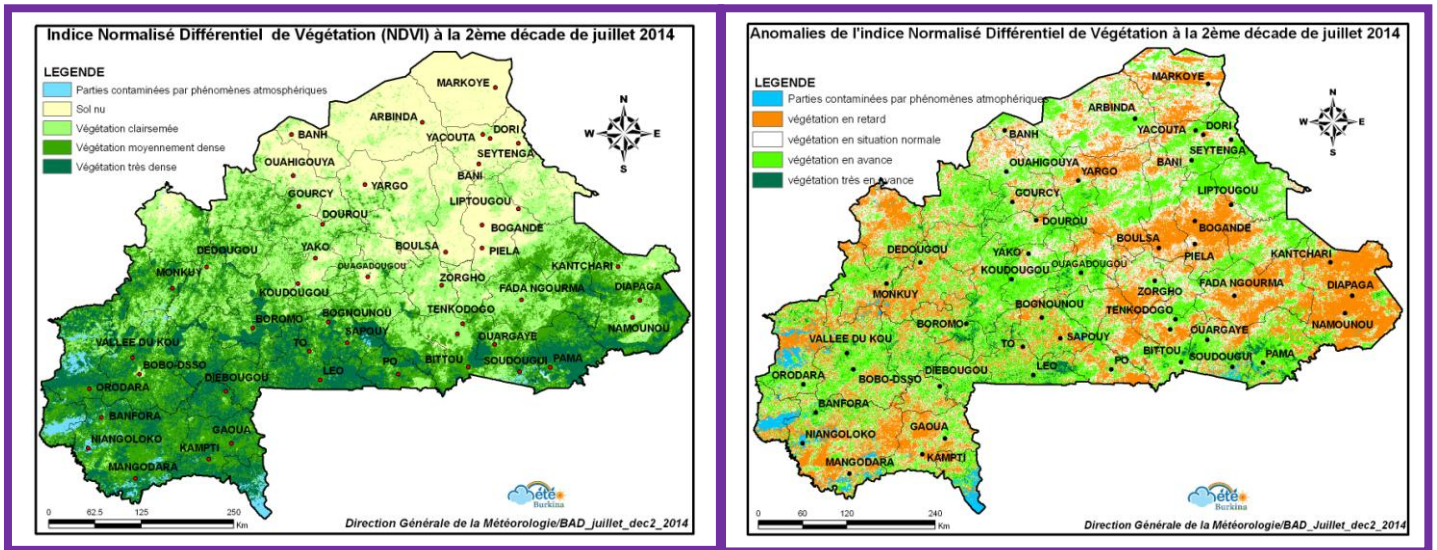 Indice Normalisé Différentiel de Végétation (NDVI) à la 2ème décade de juillet 2014
LEGENDE
Parties contaminées par phénomènes atmosphériques
Sol nu
Végétation clairsemée
Végétation moyennement dense
Végétation très dense
N
W
E
S
MARKOYE
ARBINDA
BANH
YACOUTA
DORI
SEYTENGA
OUAHIGOUYA
BANI
YARGO
GOURCY
LIPTOUGOU
DOUROU
BOGANDE
DEDOUGOU
YAKO
BOULSA
PIELA
MONKUY
OUAGADOUGOU
KANTCHARI
ZORGHO
KOUDOUGOU
FADA NGOURMA
DIAPAGA
TENKODOGO
BOGNOUNOU
BOROMO
SAPOUY
NAMOUNOU
OUARGAYE
VALLEE DU KOU
TO
BITTOU
SOUDOUGUI
PAMA
PO
BOBO-DSSO
LEO
DIEBOUGOU
ORODARA
BANFORA
GAOUA
NIANGOLOKO
KAMPTI
MANGODARA
0 62.5 125 250
Km
été
Burkina
Direction Générale de la Météorologie/BAD_juillet_dec2_2014
Anomalies de l'indice Normalisé Différentiel de Végétation à la 2ème décade de juillet 2014
LEGENDE
Parties contaminées par phénomènes atmophériques
végétation en retard
végétation en situation normale
végétation en avance
végétation très en avance
N
W
E
S
MARKOYE
ARBINDA
BANH
YACOUTA
DORI
SEYTENGA
OUAHIGOUYA
BANI
YARGO
GOURCY
LIPTOUGOU
DOUROU
BOGANDE
BOULSA
DEDOUGOU
YAKO
PIELA
KANTCHARI
OUAGADOUGOU
KOUDOUGOU
MONKUY
ZORGHO
FADA NGOURMA
DIAPAGA
BOGNOUNOU
TENKODOGO
NAMOUNOU
BOROMO
OUARGAYE
VALLEE DU KOU
SAPOUY
TO
BITTOU
SOUDOUGUI
PAMA
PO
ORODARA
BOBO-DSSO
DIEBOUGOU
LEO
BANFORA
GAOUA
NIANGOLOKO
KAMPTI
MANGODARA
0 60 120 240
Km
été
Burkina
Direction Générale de la Météorologie/BAD_Juillet_dec2_2014